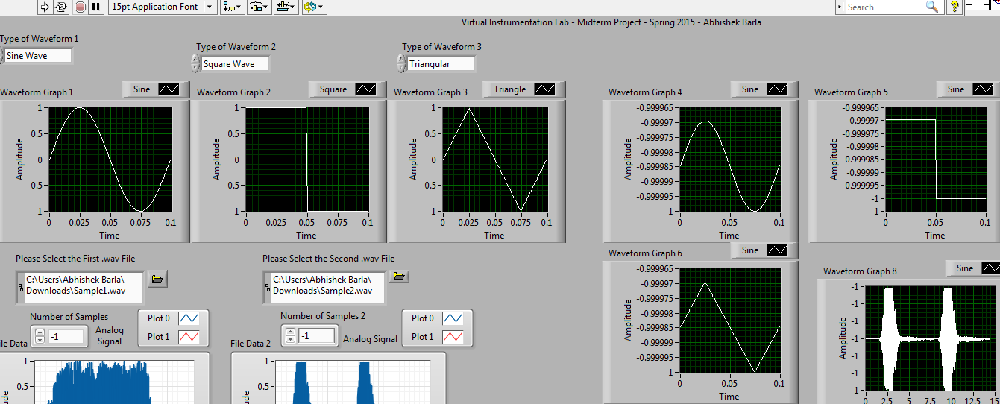 15pt Application Font
Search
?
Virtual Instrumentation Lab - Midterm Project - Spring 2015 - Abhishek Barla
Type of Waveform 1
Sine Wave
Type of Waveform 2
Square Wave
Type of Waveform 3
Triangular
Waveform Graph 1
Sine
Amplitude
1
0.5
0
-0.5
-1
0 0.025 0.05 0.075 0.1
Time
Waveform Graph 2
Square
Amplitude
1
0.5
0
-0.5
-1
0 0.025 0.05 0.075 0.1
Time
Waveform Graph 3
Triangle
Amplitude
1
0.5
0
-0.5
-1
0 0.025 0.05 0.075 0.1
Time
Waveform Graph 4
Sine
Amplitude
-0.999965
-0.99997
-0.999975
-0.99998
-0.999985
-0.99999
-0.999995
-1
0 0.05 0.1
Time
Waveform Graph 5
Sine
Amplitude
-0.999965
-0.99997
-0.999975
-0.99998
-0.999985
-0.99999
-0.999995
-1
0 0.05 0.1
Time
Please Select the First .wav File
C:\Users\Abhishek Barla\
Downloads\Sample1.wav
Please Select the Second .wav File
C:\Users\Abhishek Barla\
Downloads\Sample2.wav
Number of Samples
-1
Analog
Signal
Plot 0
Plot 1
ile Data
1
0.5
Number of Samples 2
-1
Analog Signal
Plot 0
Plot 1
File Data 2
1
0.5
Waveform Graph 6
Sine
Amplitude
-0.999965
-0.99997
-0.999975
-0.99998
-0.999985
-0.99999
-0.999995
-1
0 0.05 0.1
Time
Waveform Graph 8
Sine
Amplitude
-1
-1
-1
-1
-1
-1
-1
0 2.5 5 7.5 10 12.5 15